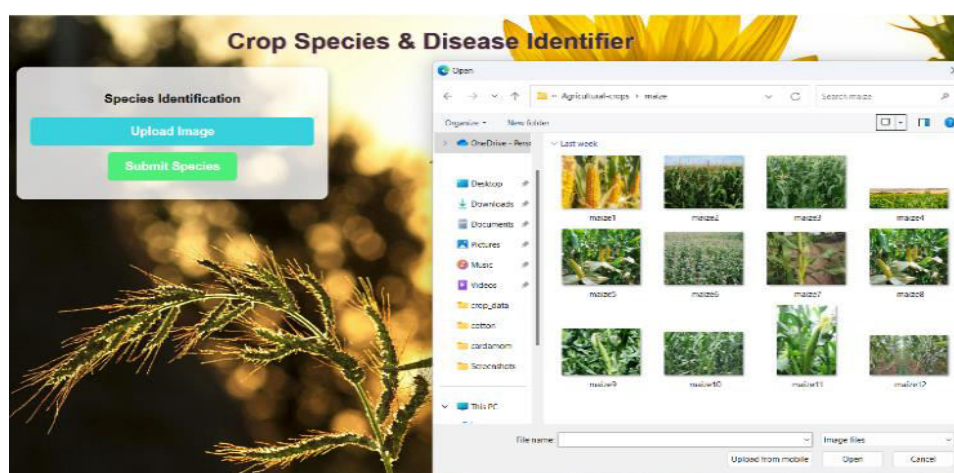 Crop Species & Disease Identifier
Species Identification
Upload Image
Submit Species
Open
Agricultural-crops > maize
Search maize
Organize
New folder
OneDrive - Pers
Last week
Desktop
Downloads
Documents
Pictures
Music
Videos
crop_data
cotton
cardamom
Screenshots
This PC
maize1 maize2 maize3 maize4
maize5 maize6 maize7 maize8
maize9 maize10 maize11 maize12
File name:
Image files
Upload from mobile Open Cancel